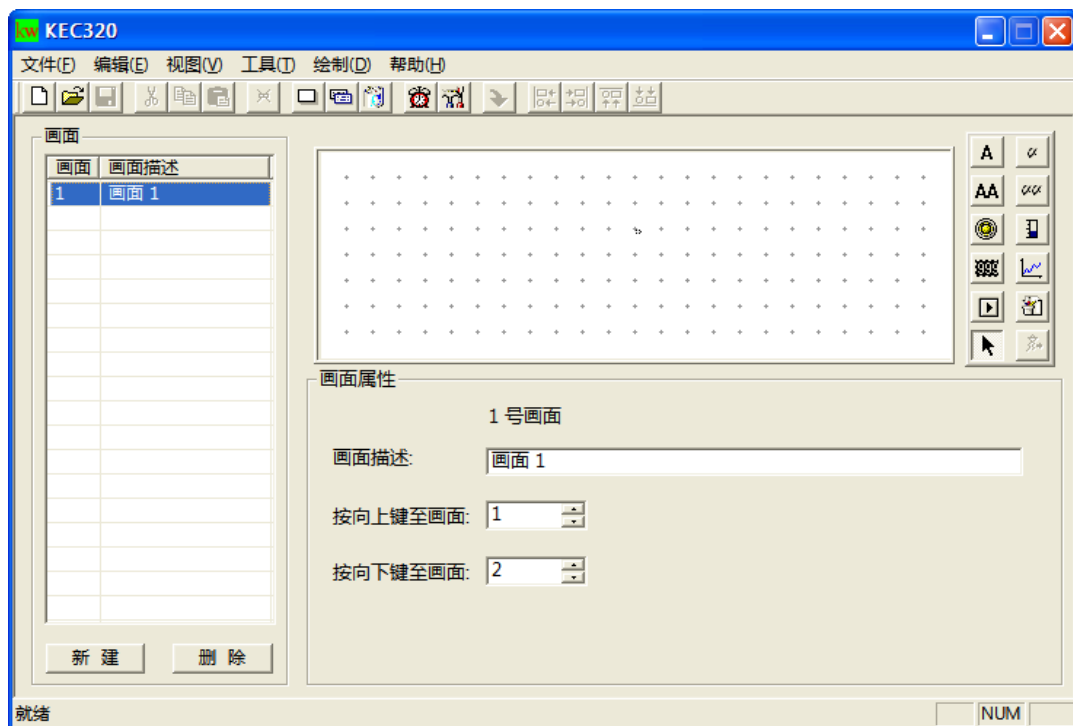 kw KEC320
文件(F) 编辑(E) 视图(V) 工具(T) 绘制(D) 帮助(H)
画面
画面 画面描述
1 画面 1
A α
AA αα
画面属性
1 号画面
画面描述: 画面 1
按向上键至画面: 1
按向下键至画面: 2
新 建 删 除
就绪 NUM